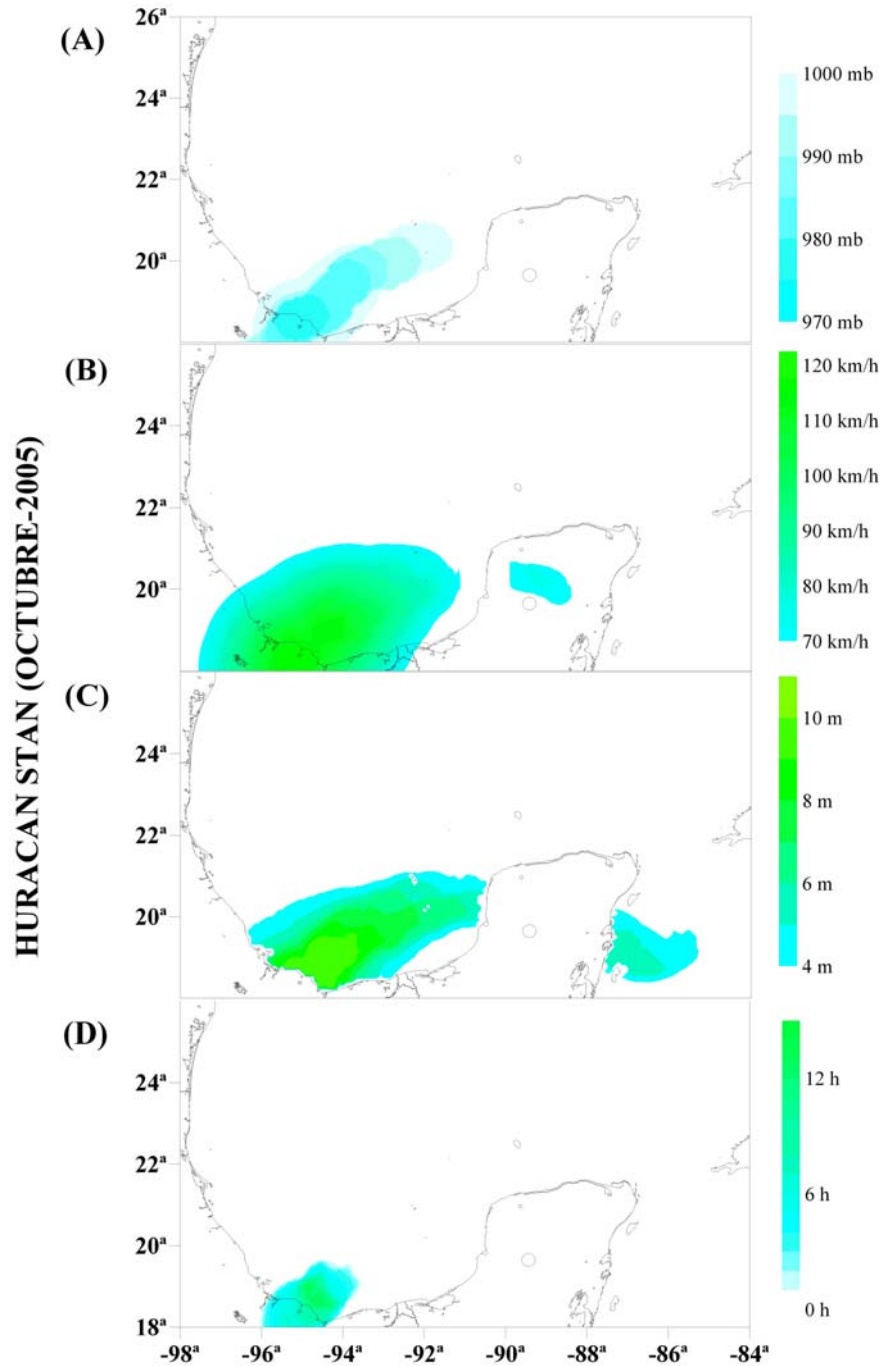 HURACAN STAN (OCTUBRE-2005)
(A)
26ª
24ª
22ª
20ª
1000 mb
990 mb
980 mb
970 mb
(B)
24ª
22ª
20ª
120 km/h
110 km/h
100 km/h
90 km/h
80 km/h
70 km/h
(C)
24ª
22ª
20ª
10 m
8 m
6 m
4 m
(D)
24ª
22ª
20ª
18ª
12 h
6 h
0 h
-98ª -96ª -94ª -92ª -90ª -88ª -86ª -84ª